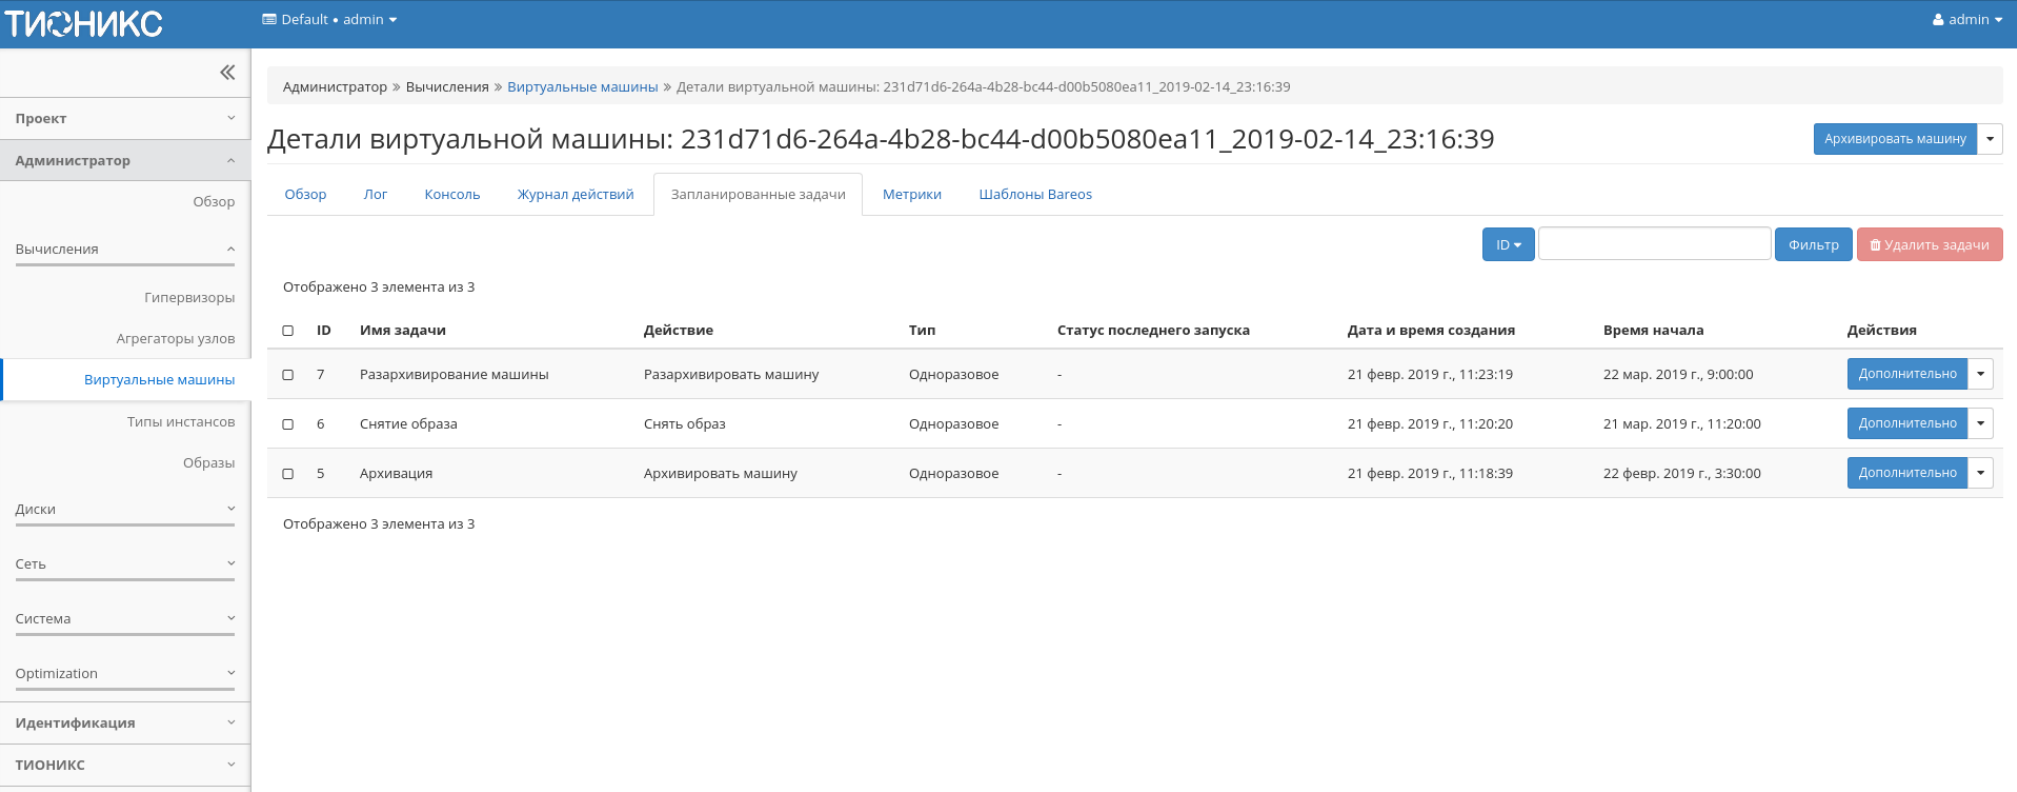 ТИОНИКС
Default • admin
admin
Проект
Администратор
Обзор
Вычисления
Гипервизоры
Агрегаторы узлов
Виртуальные машины
Типы инстансов
Образы
Диски
Сеть
Система
Optimization
Идентификация
ТИОНИКС
Администратор » Вычисления » Виртуальные машины » Детали виртуальной машины: 231d71d6-264a-4b28-bc44-d00b5080ea11_2019-02-14_23:16:39
Детали виртуальной машины: 231d71d6-264a-4b28-bc44-d00b5080ea11_2019-02-14_23:16:39
Архивировать машину
Обзор Лог Консоль Журнал действий Запланированные задачи Метрики Шаблоны Bareos
ID Фильтр Удалить задачи
Отображено 3 элемента из 3
ID Имя задачи Действие Тип Статус последнего запуска Дата и время создания Время начала Действия
7 Разархивирование машины Разархивировать машину Одноразовое - 21 февр. 2019 г., 11:23:19 22 мар. 2019 г., 9:00:00 Дополнительно
6 Снятие образа Снять образ Одноразовое - 21 февр. 2019 г., 11:20:20 21 мар. 2019 г., 11:20:00 Дополнительно
5 Архивация Архивировать машину Одноразовое - 21 февр. 2019 г., 11:18:39 22 февр. 2019 г., 3:30:00 Дополнительно
Отображено 3 элемента из 3